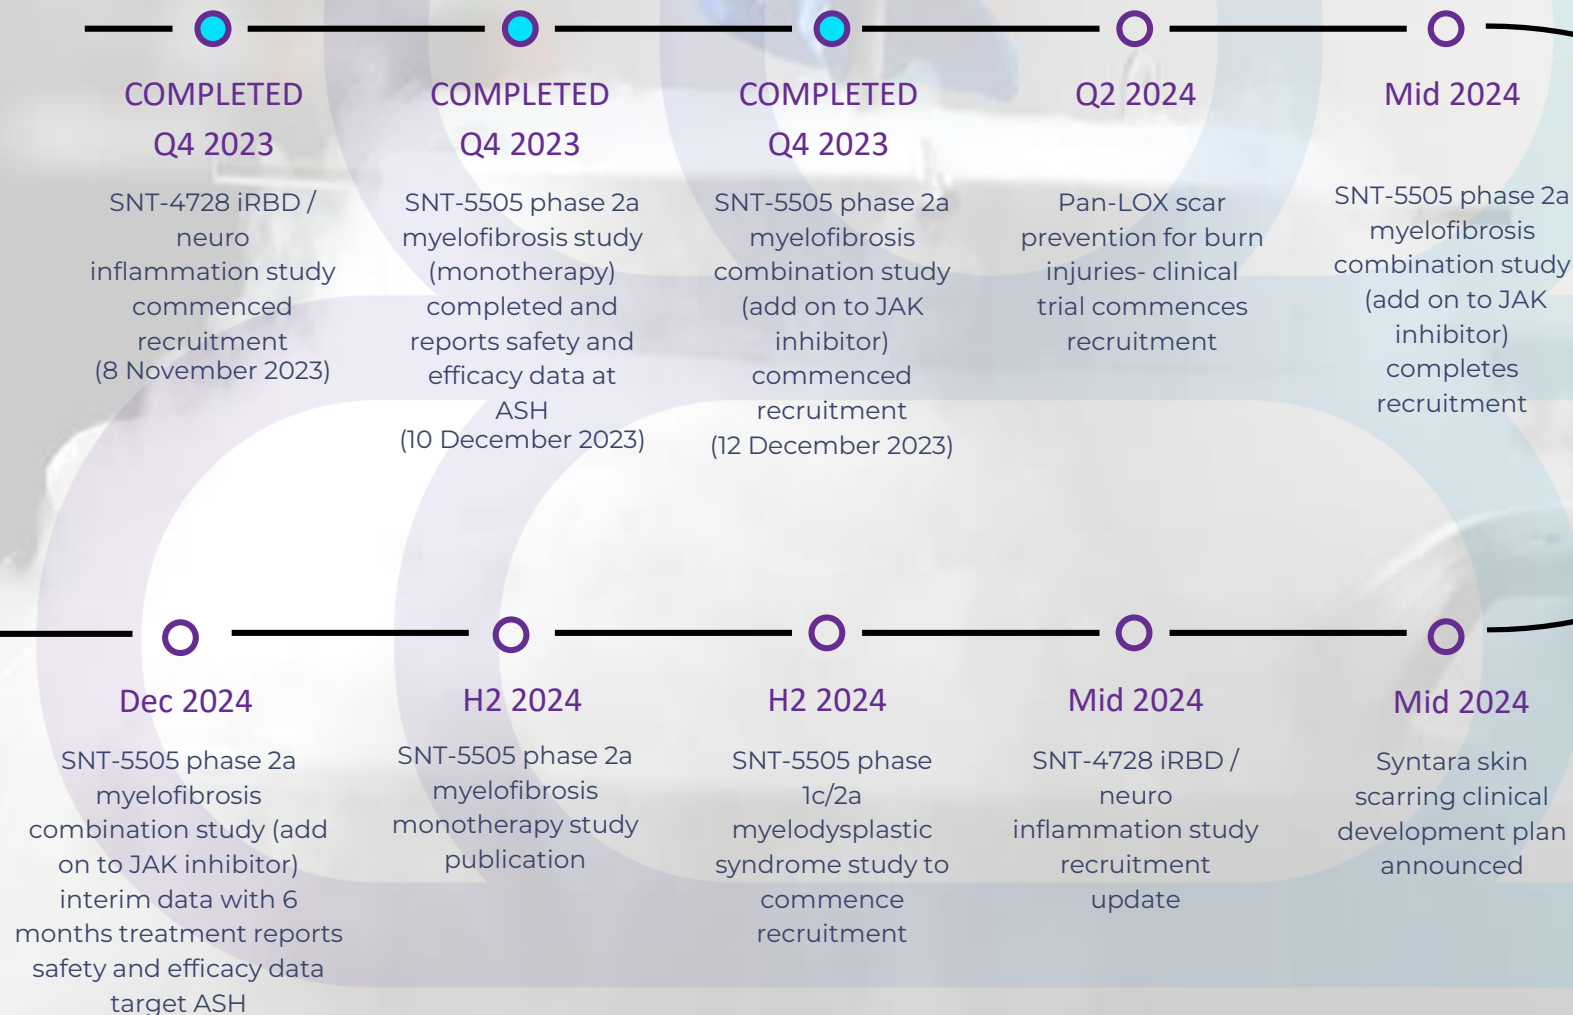 COMPLETED
Q4 2023
SNT-4728 iRBD /
neuro
inflammation study
commenced
recruitment
(8 November 2023)
COMPLETED
Q4 2023
SNT-5505 phase 2a
myelofibrosis study
(monotherapy)
completed and
reports safety and
efficacy data at
ASH
(10 December 2023)
COMPLETED
Q4 2023
SNT-5505 phase 2a
myelofibrosis
combination study
(add on to JAK
inhibitor)
commenced
recruitment
(12 December 2023)
Q2 2024
Pan-LOX scar
prevention for burn
injuries- clinical
trial commences
recruitment
Mid 2024
SNT-5505 phase 2a
myelofibrosis
combination study
(add on to JAK
inhibitor)
completes
recruitment
Dec 2024
SNT-5505 phase 2a
myelofibrosis
combination study (add
on to JAK inhibitor)
interim data with 6
months treatment reports
safety and efficacy data
target ASH
H2 2024
SNT-5505 phase 2a
myelofibrosis
monotherapy study
publication
H2 2024
SNT-5505 phase
1c/2a
myelodysplastic
syndrome study to
commence
recruitment
Mid 2024
SNT-4728 iRBD /
neuro
inflammation study
recruitment
update
Mid 2024
Syntara skin
scarring clinical
development plan
announced